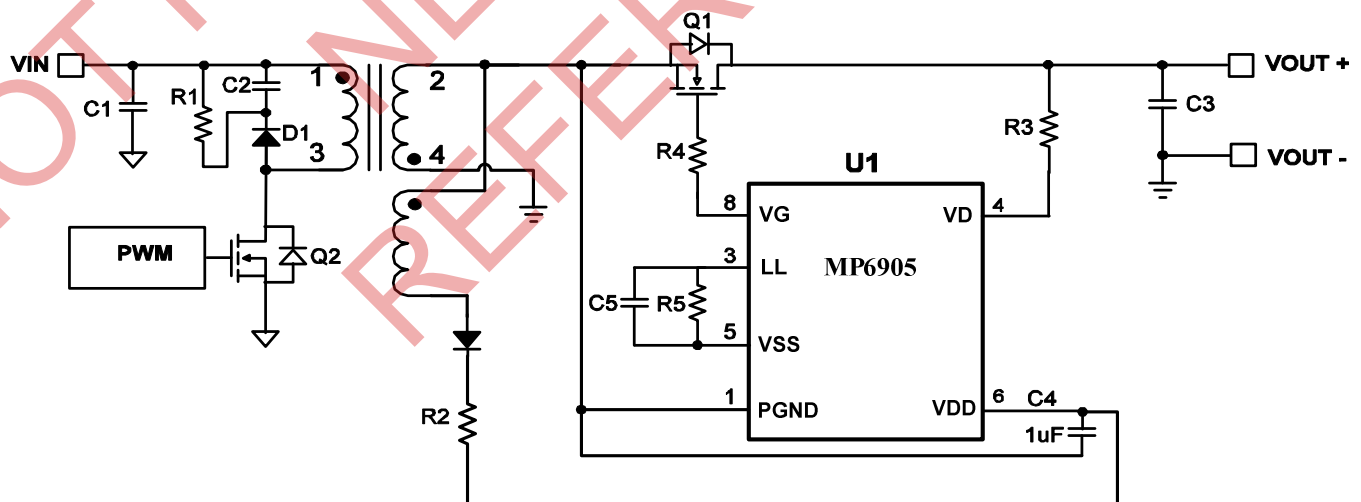 Q1
VIN
1
2
VOUT +
C2
R1
C1
C3
D1
R3
3
4
R4
VOUT -
U1
8
VG
VD
4
PWM
Q2
3
LL
MP6905
C5
R5
5
VSS
1
PGND
VDD
6
C4
R2
1uF